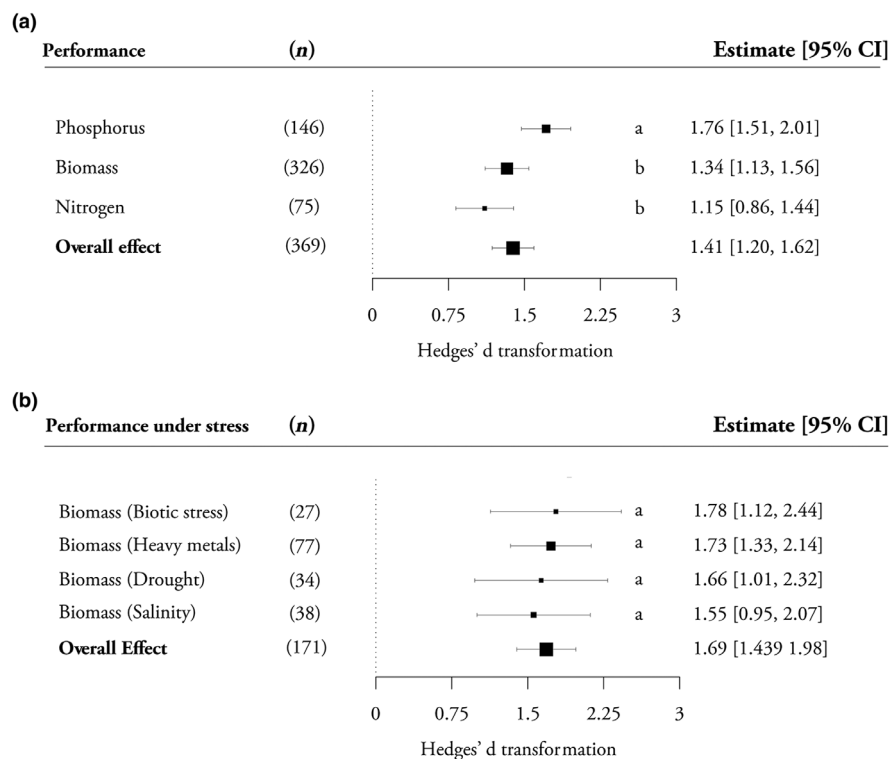 (a)
Performance (n) Estimate [95% CI]
Phosphorus (146) a 1.76 [1.51, 2.01]
Biomass (326) b 1.34 [1.13, 1.56]
Nitrogen (75) b 1.15 [0.86, 1.44]
Overall effect (369) 1.41 [1.20, 1.62]
0 0.75 1.5 2.25 3
Hedges’ d transformation
(b)
Performance under stress (n) Estimate [95% CI]
Biomass (Biotic stress) (27) a 1.78 [1.12, 2.44]
Biomass (Heavy metals) (77) a 1.73 [1.33, 2.14]
Biomass (Drought) (34) a 1.66 [1.01, 2.32]
Biomass (Salinity) (38) a 1.55 [0.95, 2.07]
Overall Effect (171) 1.69 [1.439 1.98]
0 0.75 1.5 2.25 3
Hedges’ d transformation